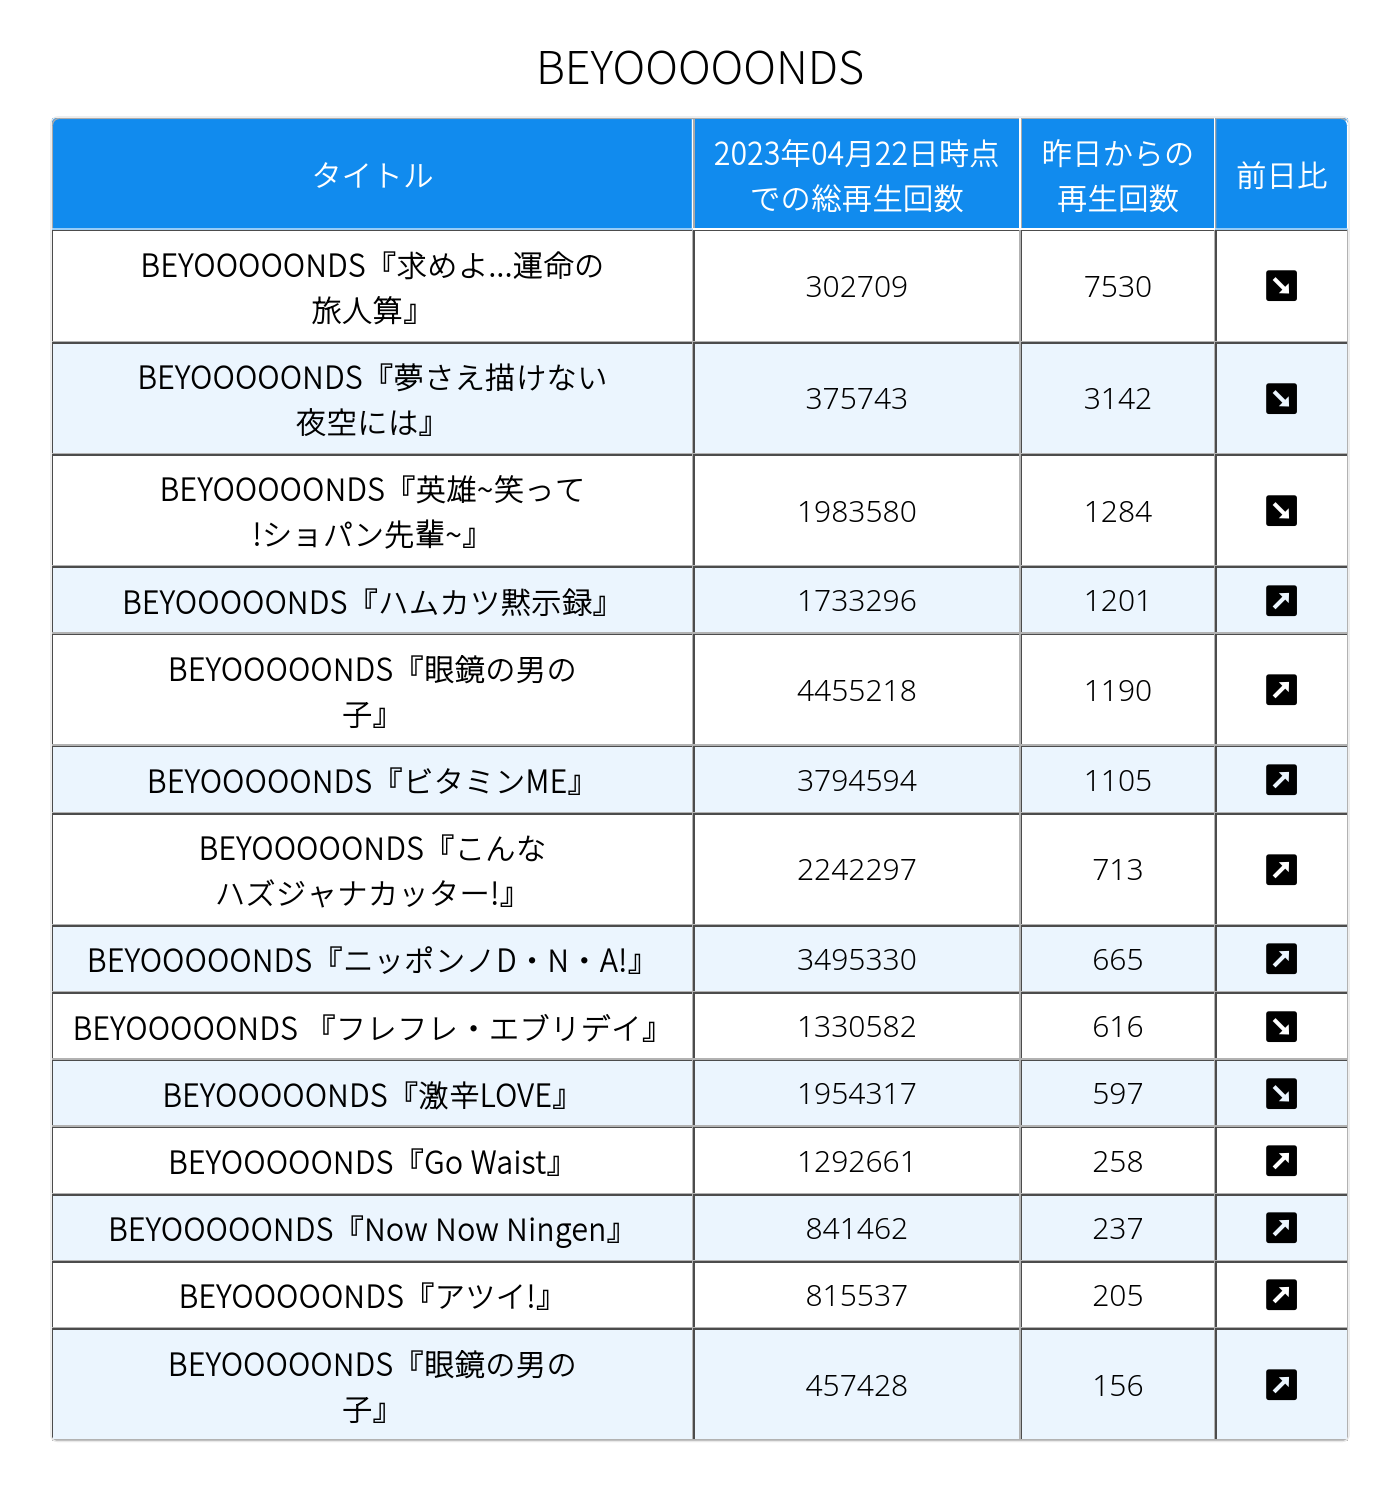 BEYOOOOONDS
タイトル
2023年04月22日時点
での総再生回数
昨日からの
再生回数
前日比
BEYOOOOONDS『求めよ...運命の
旅人算』
302709
7530
BEYOOOOONDS『夢さえ描けない
夜空には』
375743
3142
BEYOOOOONDS『英雄~笑って
!ショパン先輩~』
1983580
1284
BEYOOOOONDS『ハムカツ黙示録』
1733296
1201
BEYOOOOONDS『眼鏡の男の
子』
4455218
1190
BEYOOOOONDS『ビタミンME』
3794594
1105
BEYOOOOONDS『こんな
ハズジャナカッター!』
2242297
713
BEYOOOOONDS『ニッポンノD・N・A!』
3495330
665
BEYOOOOONDS 『フレフレ・エブリデイ』
1330582
616
BEYOOOOONDS『激辛LOVE』
1954317
597
BEYOOOOONDS『Go Waist』
1292661
258
BEYOOOOONDS『Now Now Ningen』
841462
237
BEYOOOOONDS『アツイ!』
815537
205
BEYOOOOONDS『眼鏡の男の
子』
457428
156